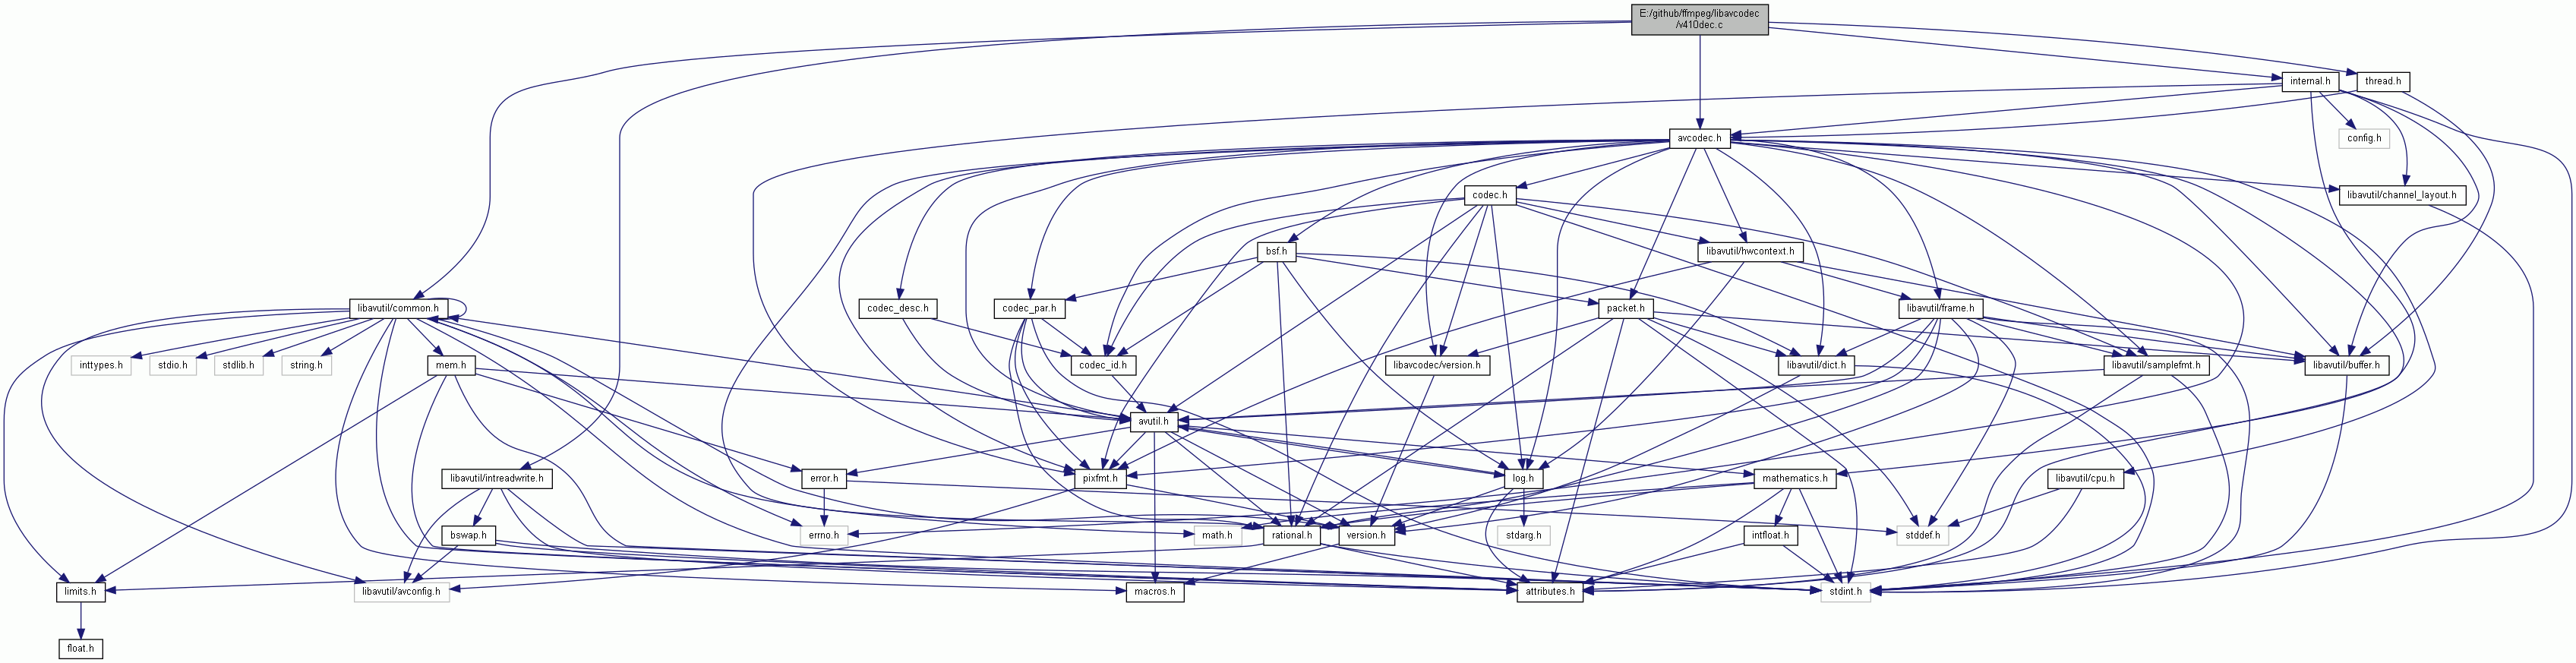 E:/github/ffmpeg/libavcodec
/v410dec.c
internal.h
thread.h
avcodec.h
config.h
codec.h
libavutil/channel_layout.h
bsf.h
libavutil/hwcontext.h
libavutil/common.h
codec_desc.h
codec_par.h
packet.h
libavutil/frame.h
inttypes.h
stdio.h
stdlib.h
string.h
mem.h
codec_id.h
libavcodec/version.h
libavutil/dict.h
libavutil/samplefmt.h
libavutil/buffer.h
avutil.h
libavutil/intreadwrite.h
error.h
pixfmt.h
log.h
mathematics.h
libavutil/cpu.h
bswap.h
errno.h
math.h
rational.h
version.h
stdarg.h
intfloat.h
stddef.h
limits.h
libavutil/avconfig.h
macros.h
attributes.h
stdint.h
float.h